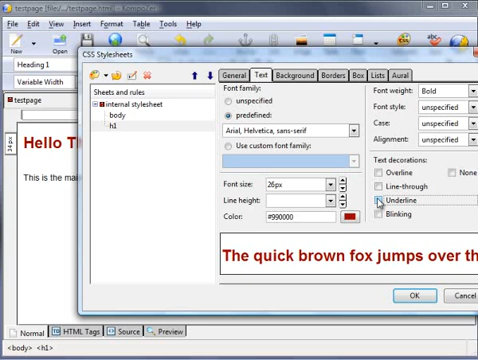 testpage [file:/.../testpage.html] - KompoZer
File Edit View Insert Format Table Tools Help
New Open
Heading 1
Variable Width
testpage
34 px
Hello T
This is the ma
CSS Stylesheets
Sheets and rules
internal stylesheet
body
h1
General Text Background Borders Box Lists Aural
Font family:
unspecified
predefined:
Arial, Helvetica, sans-serif
Use custom font family:
Font size: 26px
Line height:
Color: #990000
Font weight: Bold
Font style: unspecified
Case: unspecified
Alignment: unspecified
Text decorations:
Overline None
Line-through
Underline
Blinking
The quick brown fox jumps over th
OK Cancel
Normal HTML Tags Source Preview
<body> <h1>